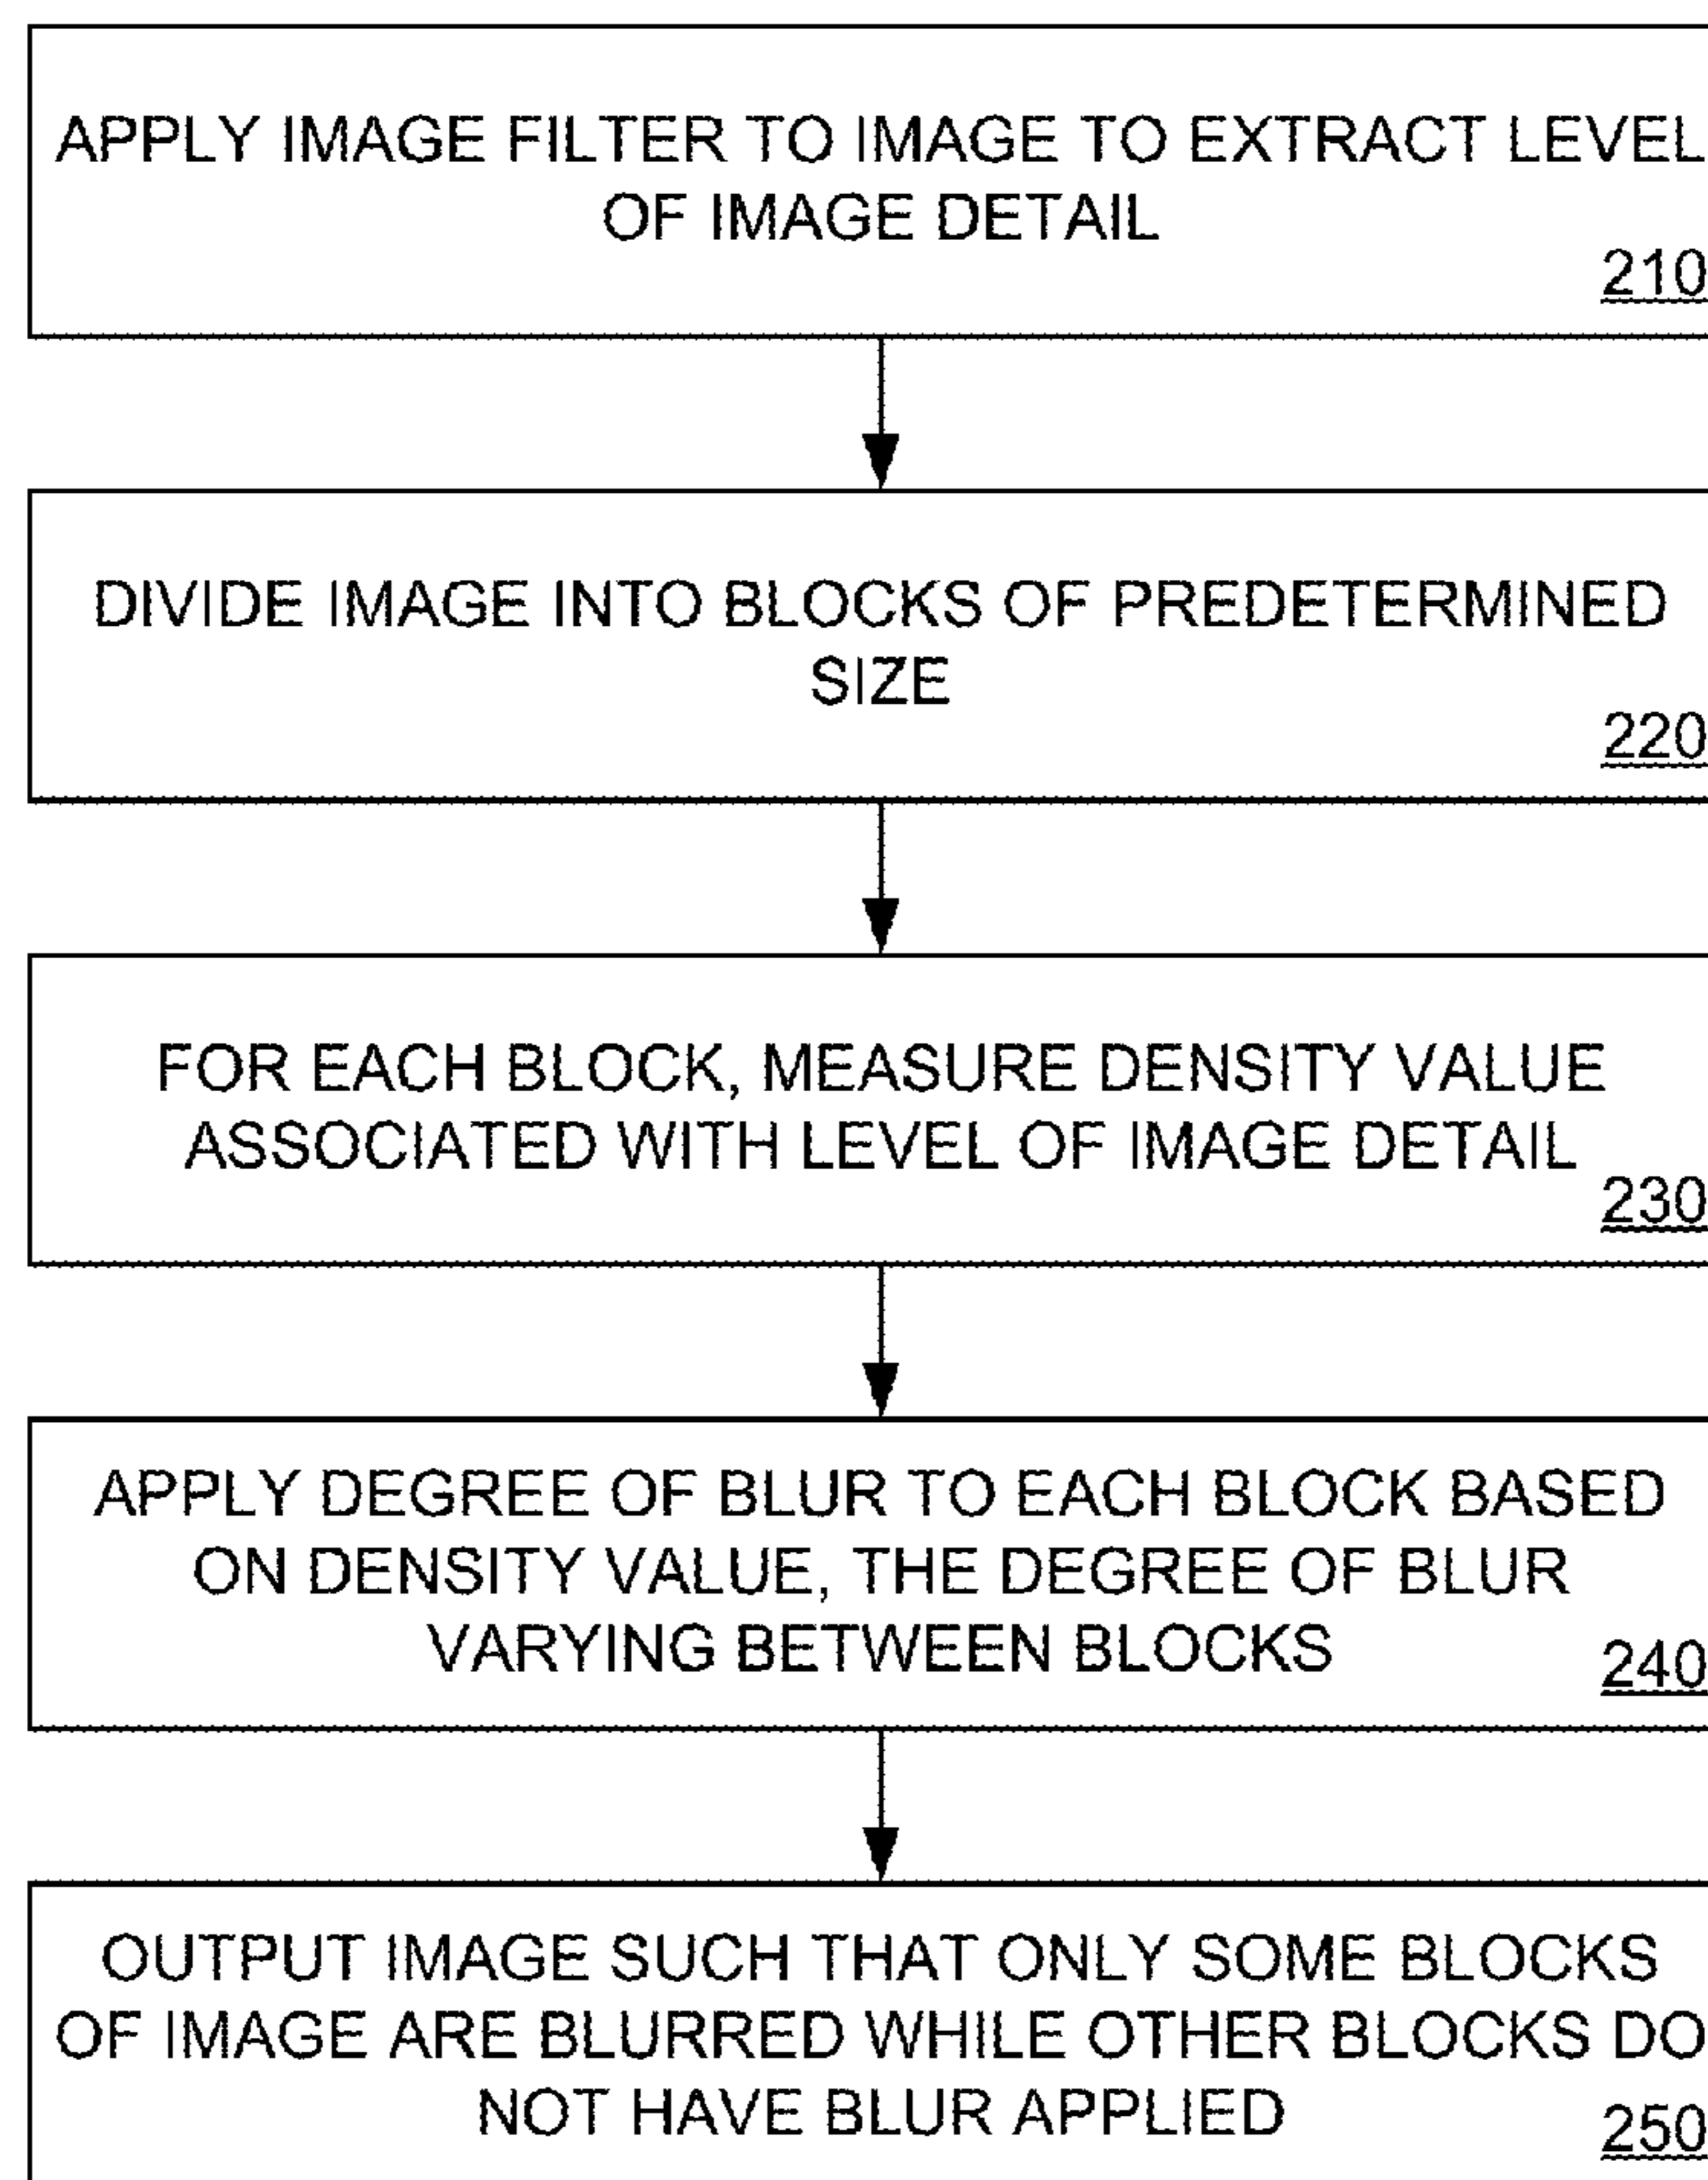 APPLY IMAGE FILTER TO IMAGE TO EXTRACT LEVEL
OF IMAGE DETAIL
210
DIVIDE IMAGE INTO BLOCKS OF PREDETERMINED
SIZE
220
FOR EACH BLOCK, MEASURE DENSITY VALUE
ASSOCIATED WITH LEVEL OF IMAGE DETAIL
230
APPLY DEGREE OF BLUR TO EACH BLOCK BASED
ON DENSITY VALUE, THE DEGREE OF BLUR
VARYING BETWEEN BLOCKS
240
OUTPUT IMAGE SUCH THAT ONLY SOME BLOCKS
OF IMAGE ARE BLURRED WHILE OTHER BLOCKS DO
NOT HAVE BLUR APPLIED
250